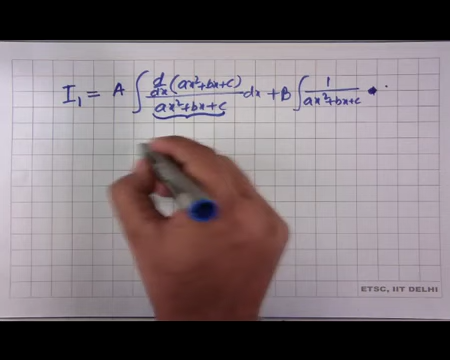 I₁ = A ∫ d/dx (ax²+bx+c) / ax²+bx+c dx + B ∫ 1 / ax²+bx+c
ETSC, IIT DELHI